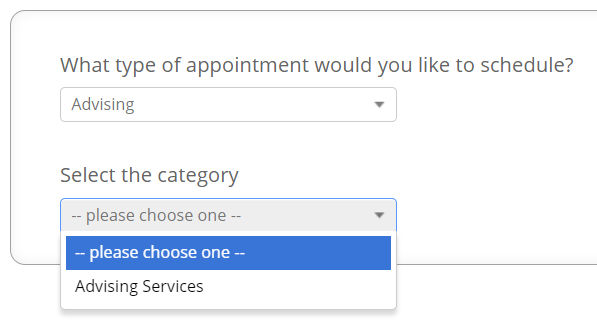 What type of appointment would you like to schedule?
Advising
Select the category
-- please choose one --
-- please choose one --
Advising Services